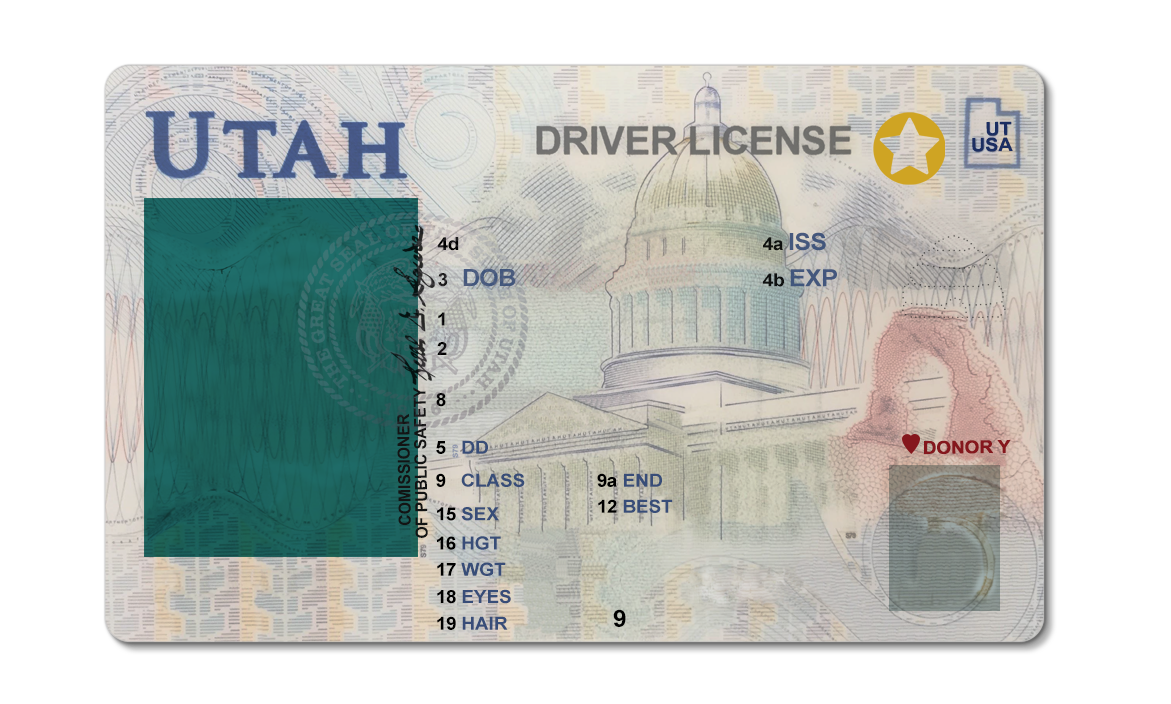 UTAH
DRIVER LICENSE
UT
USA
THE GREAT SEAL OF
OF UTAH
4d
4a ISS
3 DOB
4b EXP
1
2
8
COMISSIONER
OF PUBLIC SAFETY
DONOR Y
5 DD
9 CLASS
9a END
12 BEST
15 SEX
16 HGT
17 WGT
18 EYES
19 HAIR
9